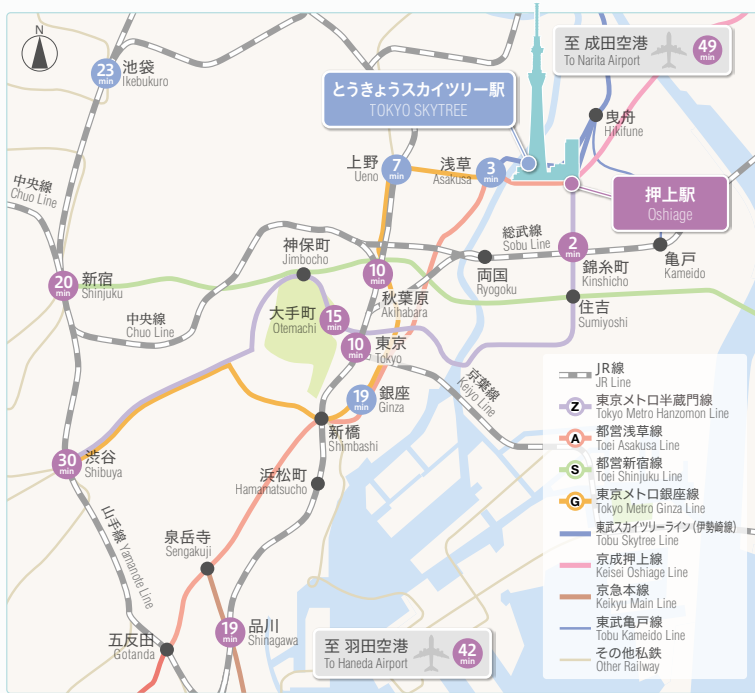 N
23
min
池袋
Ikebukuro
至 成田空港
To Narita Airport
49
min
とうきょうスカイツリー駅
TOKYO SKYTREE
曳舟
Hikifune
上野
Ueno
7
min
浅草
Asakusa
3
min
押上駅
Oshiage
中央線
Chuo Line
総武線
Sobu Line
神保町
Jimbocho
2
min
錦糸町
Kinshicho
亀戸
Kameido
両国
Ryogoku
20
min
新宿
Shinjuku
10
min
秋葉原
Akihabara
住吉
Sumiyoshi
大手町
Otemachi
15
min
中央線
Chuo Line
10
min
東京
Tokyo
京葉線
Keiyo Line
19
min
銀座
Ginza
新橋
Shimbashi
30
min
渋谷
Shibuya
浜松町
Hamamatsucho
山手線 Yamanote Line
泉岳寺
Sengakuji
19
min
品川
Shinagawa
五反田
Gotanda
至 羽田空港
To Haneda Airport
42
min
JR線
JR Line
Z
東京メトロ半蔵門線
Tokyo Metro Hanzomon Line
A
都営浅草線
Toei Asakusa Line
S
都営新宿線
Toei Shinjuku Line
G
東京メトロ銀座線
Tokyo Metro Ginza Line
東武スカイツリーライン(伊勢崎線)
Tobu Skytree Line
京成押上線
Keisei Oshiage Line
京急本線
Keikyu Main Line
東武亀戸線
Tobu Kameido Line
その他私鉄
Other Railway